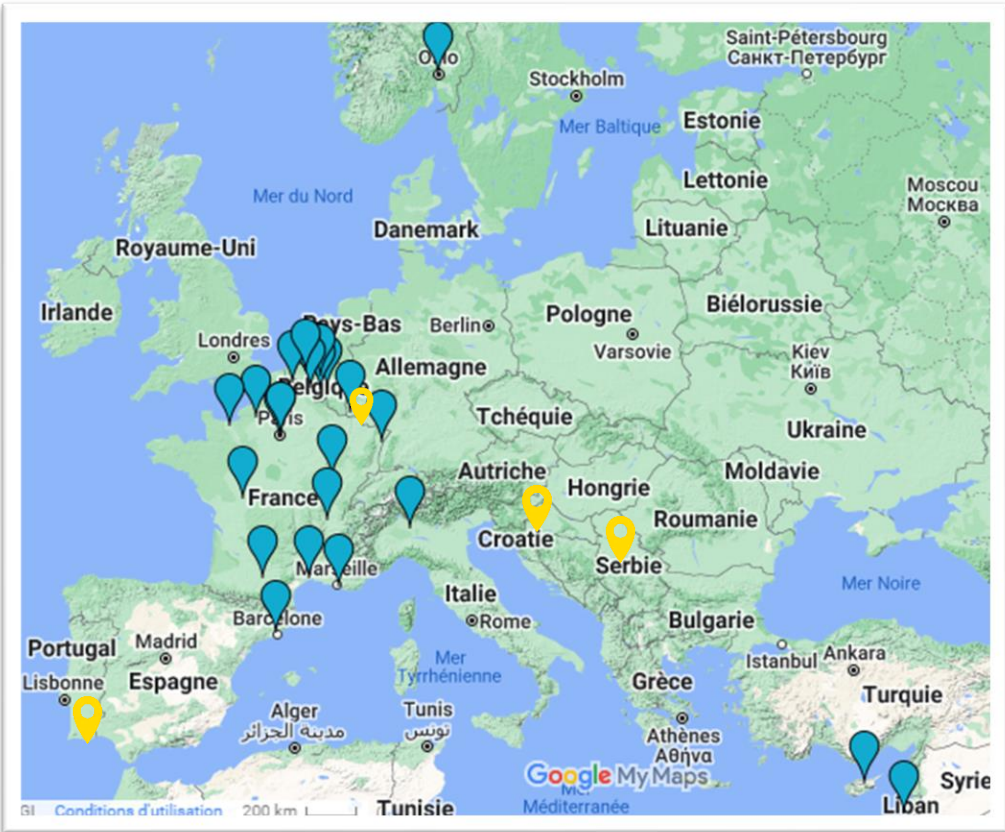 Saint-Pétersbourg
Санкт-Петербург
Oslo
Stockholm
Estonie
Mer Baltique
Lettonie
Moscou
Москва
Mer du Nord
Danemark
Lituanie
Royaume-Uni
Irlande
Biélorussie
Pologne
Pays-Bas
Berlin
Londres
Varsovie
Kiev
Київ
Allemagne
Belgique
Tchéquie
Paris
Ukraine
Autriche
Moldavie
Hongrie
France
Roumanie
Croatie
Serbie
Marseille
Mer Noire
Italie
Barcelone
Rome
Bulgarie
Madrid
Portugal
Istanbul
Ankara
Mer
Tyrrhénienne
Lisbonne
Espagne
Grèce
Turquie
Alger
مدينة الجزائر
Tunis
تونس
Athènes
Αθήνα
Google My Maps
Syrie
Mer
Méditerranée
Liban
GI
Conditions d'utilisation
200 km
Tunisie